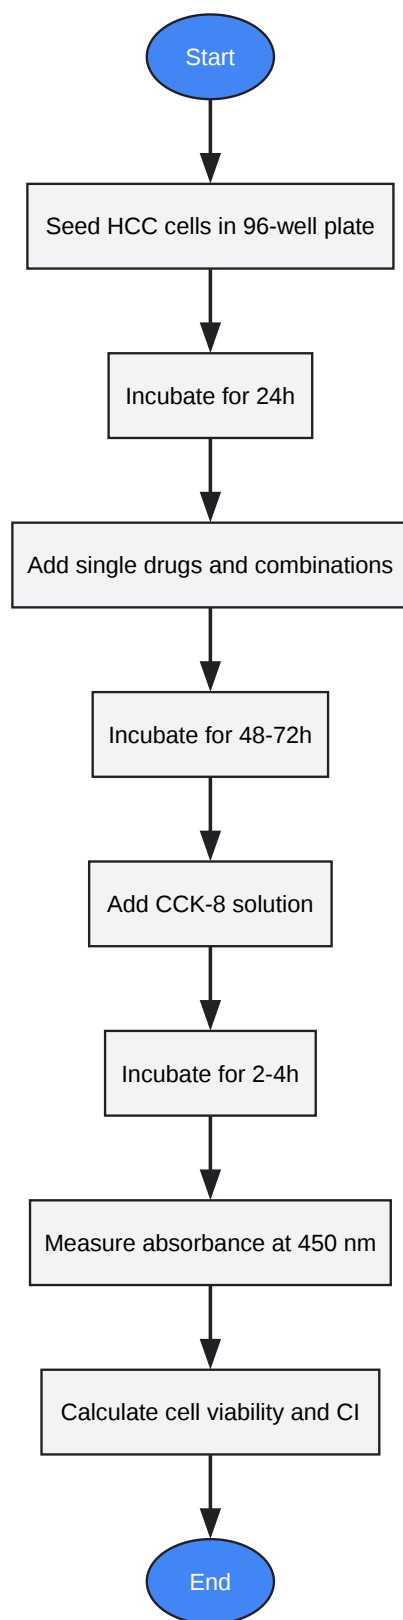 Start
Seed HCC cells in 96-well plate
Incubate for 24h
Add single drugs and combinations
Incubate for 48-72h
Add CCK-8 solution
Incubate for 2-4h
Measure absorbance at 450 nm
Calculate cell viability and CI
End